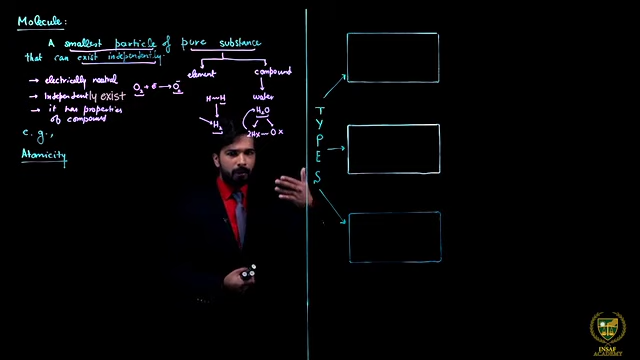 Molecule:
A smallest particle of pure substance
that can exist independently.
→ electrically neutral
→ Independently exist
→ it has properties
of compound
O₂ + e⁻ → O₂⁻
element
compound
H—H
H₂
water
H₂O
2H x — O x
e.g.,
Atomicity
TYPES
INSAF
ACADEMY